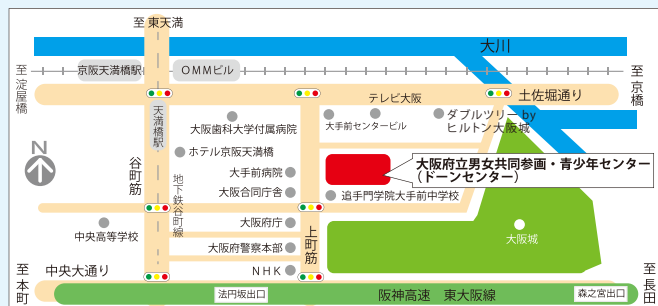 至 東天満
大川
京阪天満橋駅
OMMビル
至 淀屋橋
至 京橋
テレビ大阪
土佐堀通り
天満橋駅
大阪歯科大学付属病院
大手前センタービル
ダブルツリー by
ヒルトン大阪城
N
ホテル京阪天満橋
谷町筋
地下鉄谷町線
大手前病院
大阪府立男女共同参画・青少年センター
（ドーンセンター）
大阪合同庁舎
追手門学院大手前中学校
中央高等学校
大阪府庁
上町筋
大阪城
大阪府警察本部
至 本町
中央大通り
NHK
至 長田
法円坂出口
阪神高速 東大阪線
森之宮出口